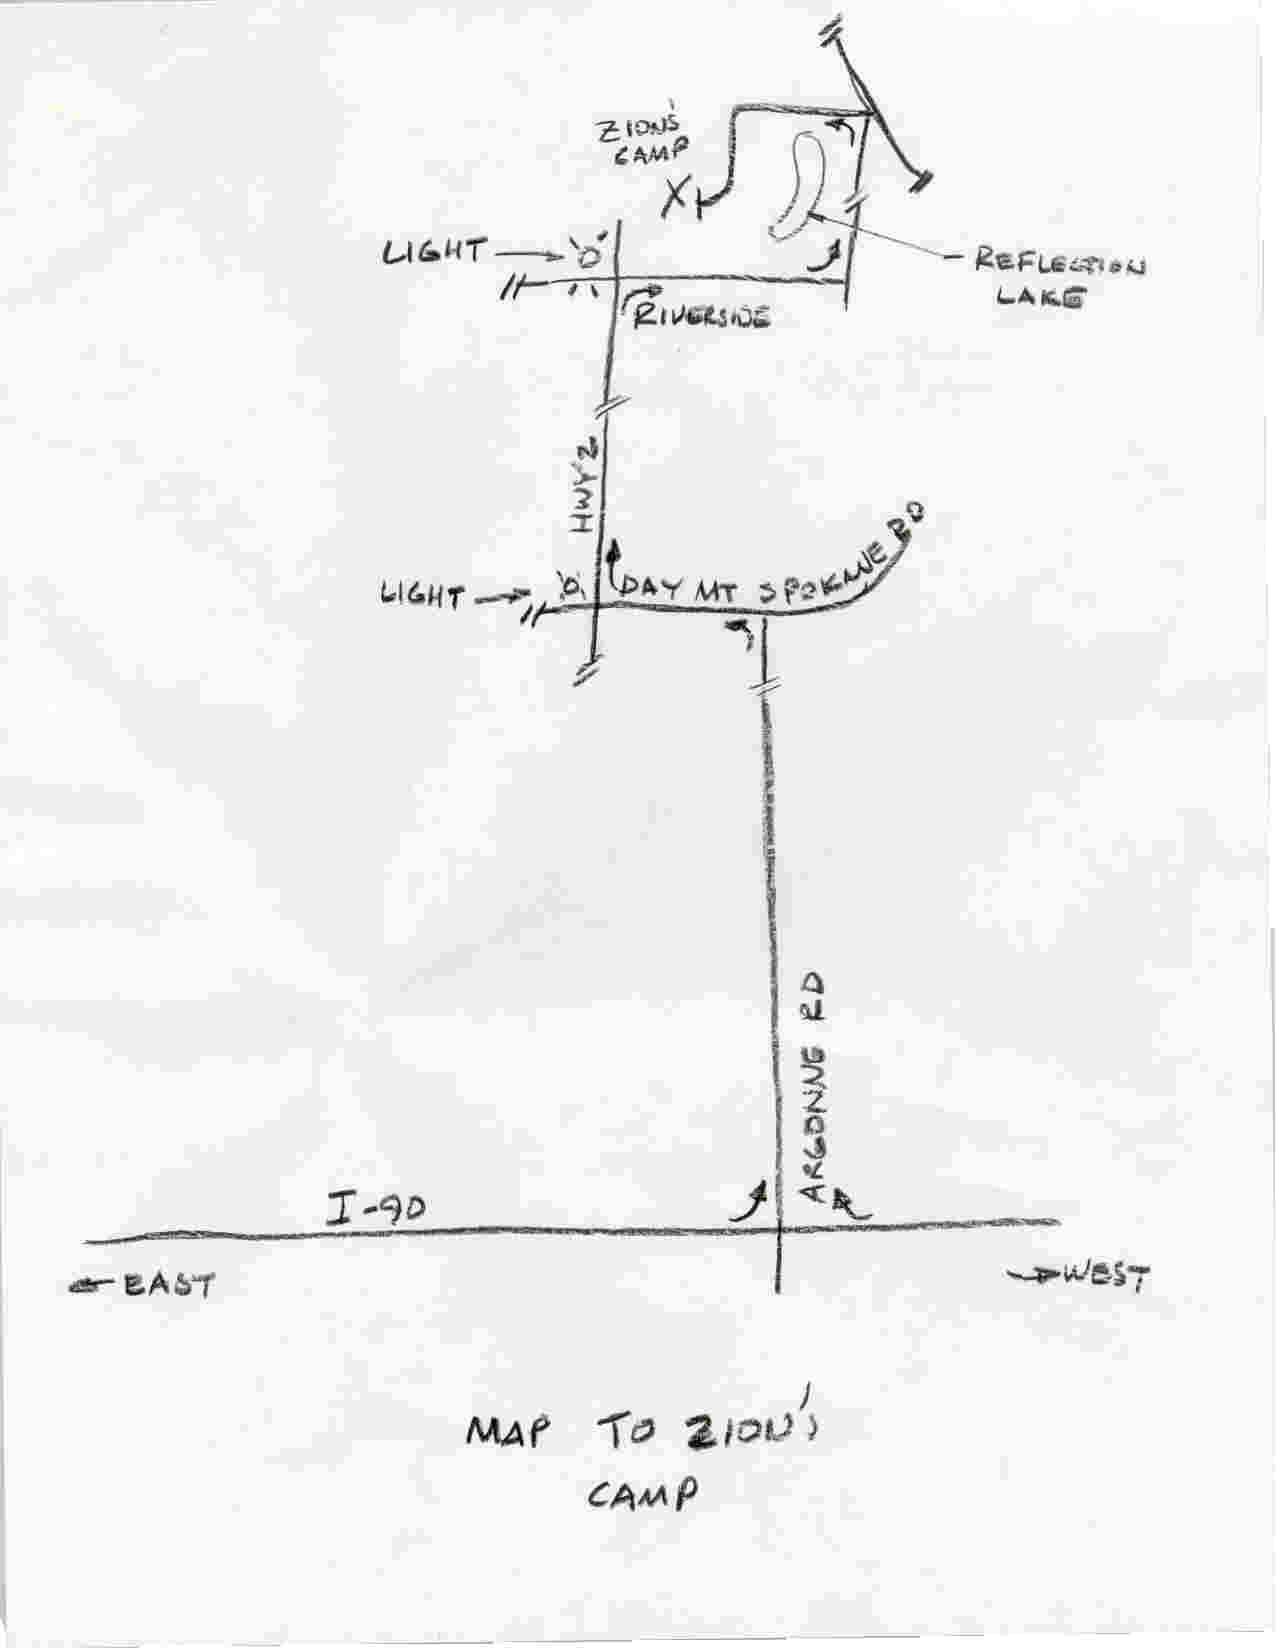 ZION'S
CAMP
X
LIGHT
REFLECTION
LAKE
RIVERSIDE
HWY 2
LIGHT
DAY MT SPOKANE RD
ARGONNE RD
I-90
EAST
WEST
MAP TO ZION'S
CAMP